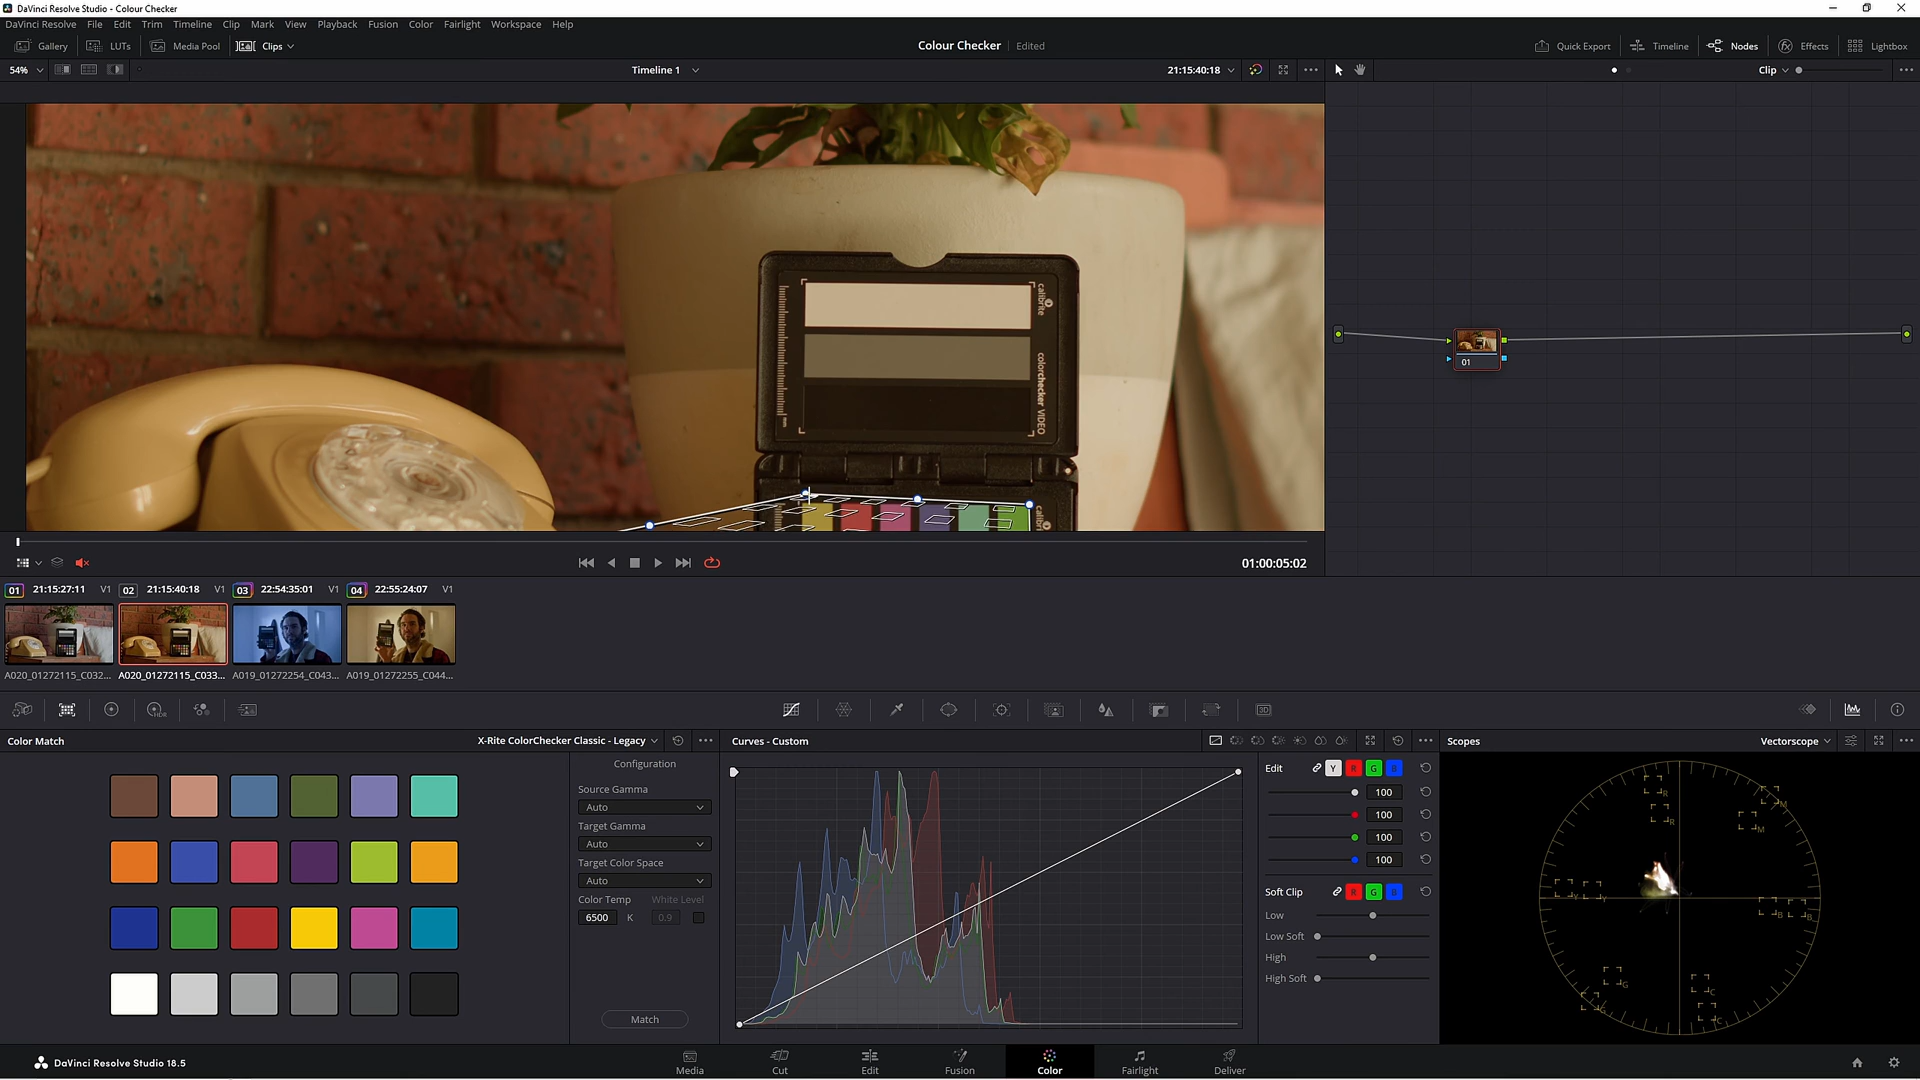 DaVinci Resolve Studio - Colour Checker
DaVinci Resolve File Edit Trim Timeline Clip Mark View Playback Fusion Color Fairlight Workspace Help
Gallery LUTs Media Pool Clips Colour Checker Edited Quick Export Timeline Nodes Effects Lightbox
54% Timeline 1 21:15:40:18 Clip
calibrite
colorchecker VIDEO
01
01:00:05:02
01 21:15:27:11 V1 02 21:15:40:18 V1 03 22:54:35:01 V1 04 22:55:24:07 V1
A020_01272115_C032... A020_01272115_C033... A019_01272254_C043... A019_01272255_C044...
HDR 3D
Color Match X-Rite ColorChecker Classic - Legacy Curves - Custom Scopes Vectorscope
Configuration
Source Gamma
Auto
Target Gamma
Auto
Target Color Space
Auto
Color Temp White Level
6500 K 0.9
Match
Edit Y R G B
100
100
100
100
Soft Clip R G B
Low
Low Soft
High
High Soft
R M
R M
Y Y B B
G C
G C
DaVinci Resolve Studio 18.5 Media Cut Edit Fusion Color Fairlight Deliver